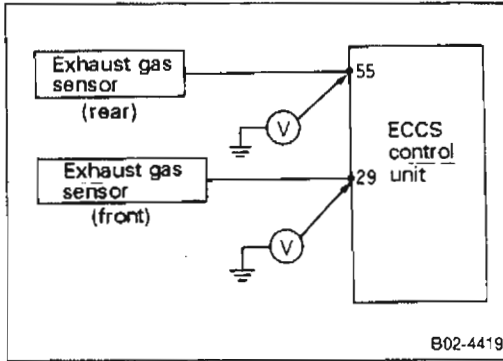 Exhaust gas
sensor
(rear)
55
V
ECCS
control
unit
Exhaust gas
sensor
(front)
29
V
B02-4419